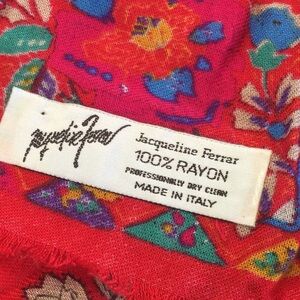 Jacqueline Ferrar
100% RAYON
PROFESSIONALLY DRY CLEAN
MADE IN ITALY